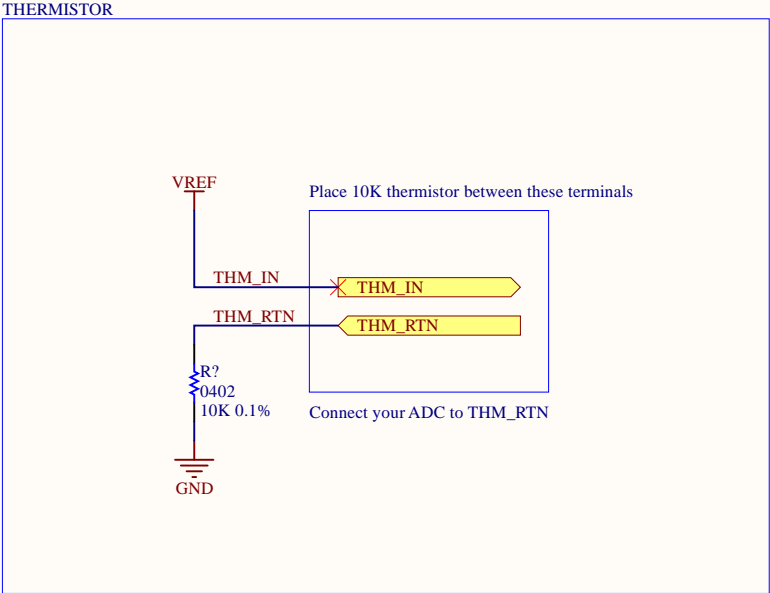 THERMISTOR
VREF
Place 10K thermistor between these terminals
THM_IN
THM_IN
THM_RTN
THM_RTN
R?
0402
10K 0.1%
Connect your ADC to THM_RTN
GND